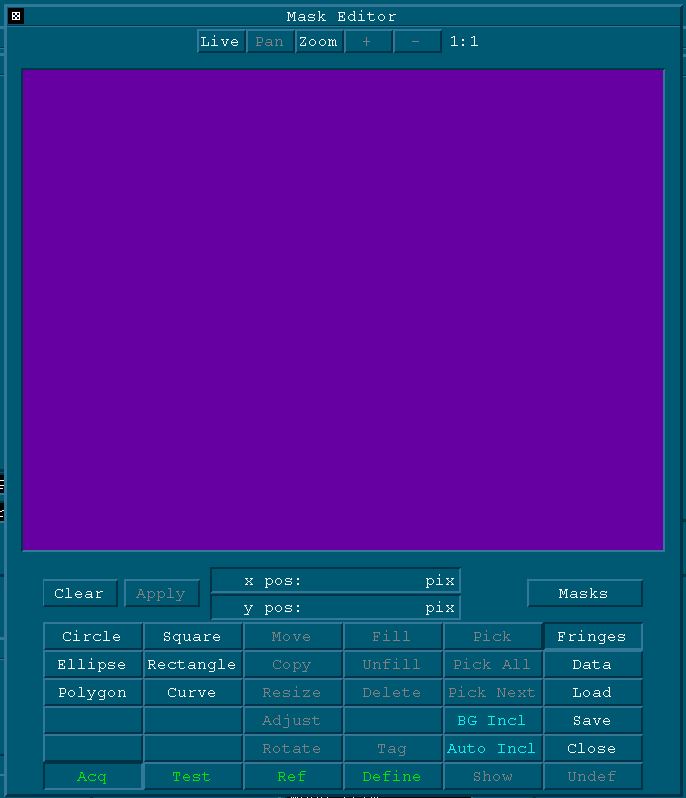 Mask Editor
Live Pan Zoom + - 1:1
x pos: pix
Clear Apply Masks
y pos: pix
Circle Square Move Fill Pick Fringes
Ellipse Rectangle Copy Unfill Pick All Data
Polygon Curve Resize Delete Pick Next Load
Adjust BG Incl Save
Rotate Tag Auto Incl Close
Acq Test Ref Define Show Undef